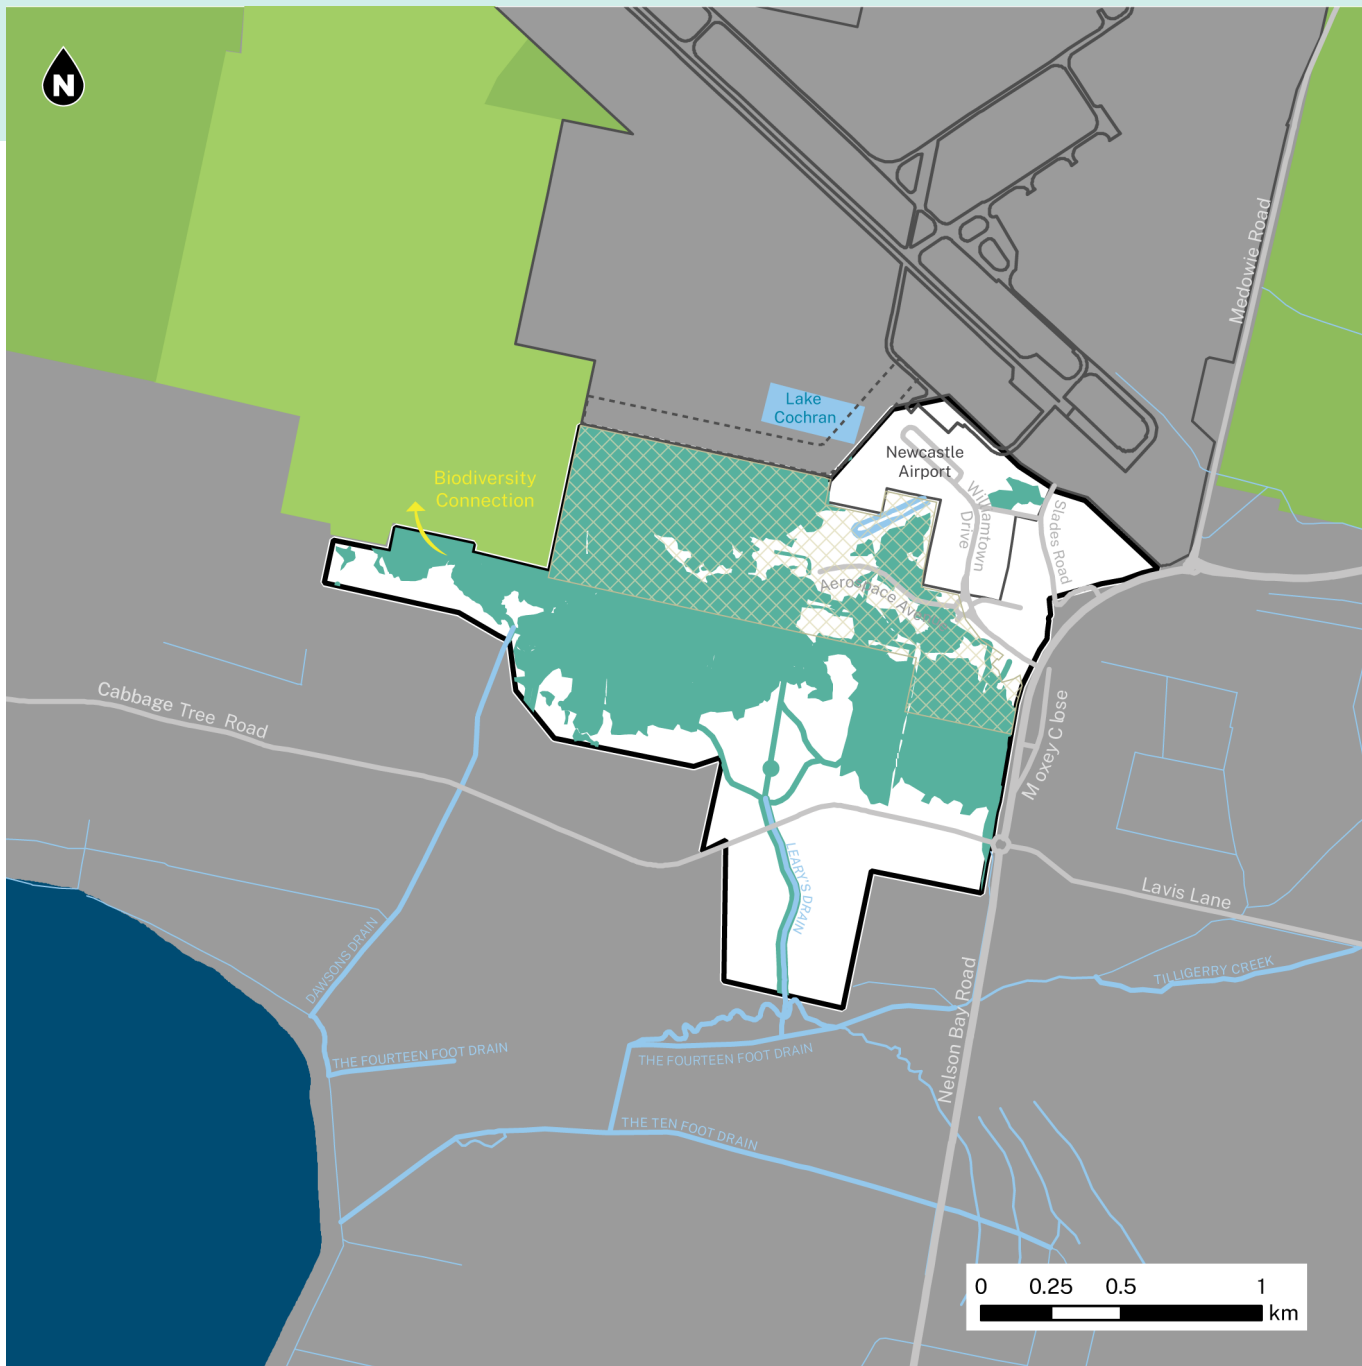 N
Medowie Road
Lake
Cochran
Newcastle
Airport
Biodiversity
Connection
Williamtown
Drive
Slades Road
Aerospace Ave
Cabbage Tree Road
Moxey Close
LEARY'S DRAIN
Lavis Lane
DAWSONS DRAIN
TILLIGERRY CREEK
Nelson Bay Road
THE FOURTEEN FOOT DRAIN
THE FOURTEEN FOOT DRAIN
THE TEN FOOT DRAIN
0 0.25 0.5 1
km